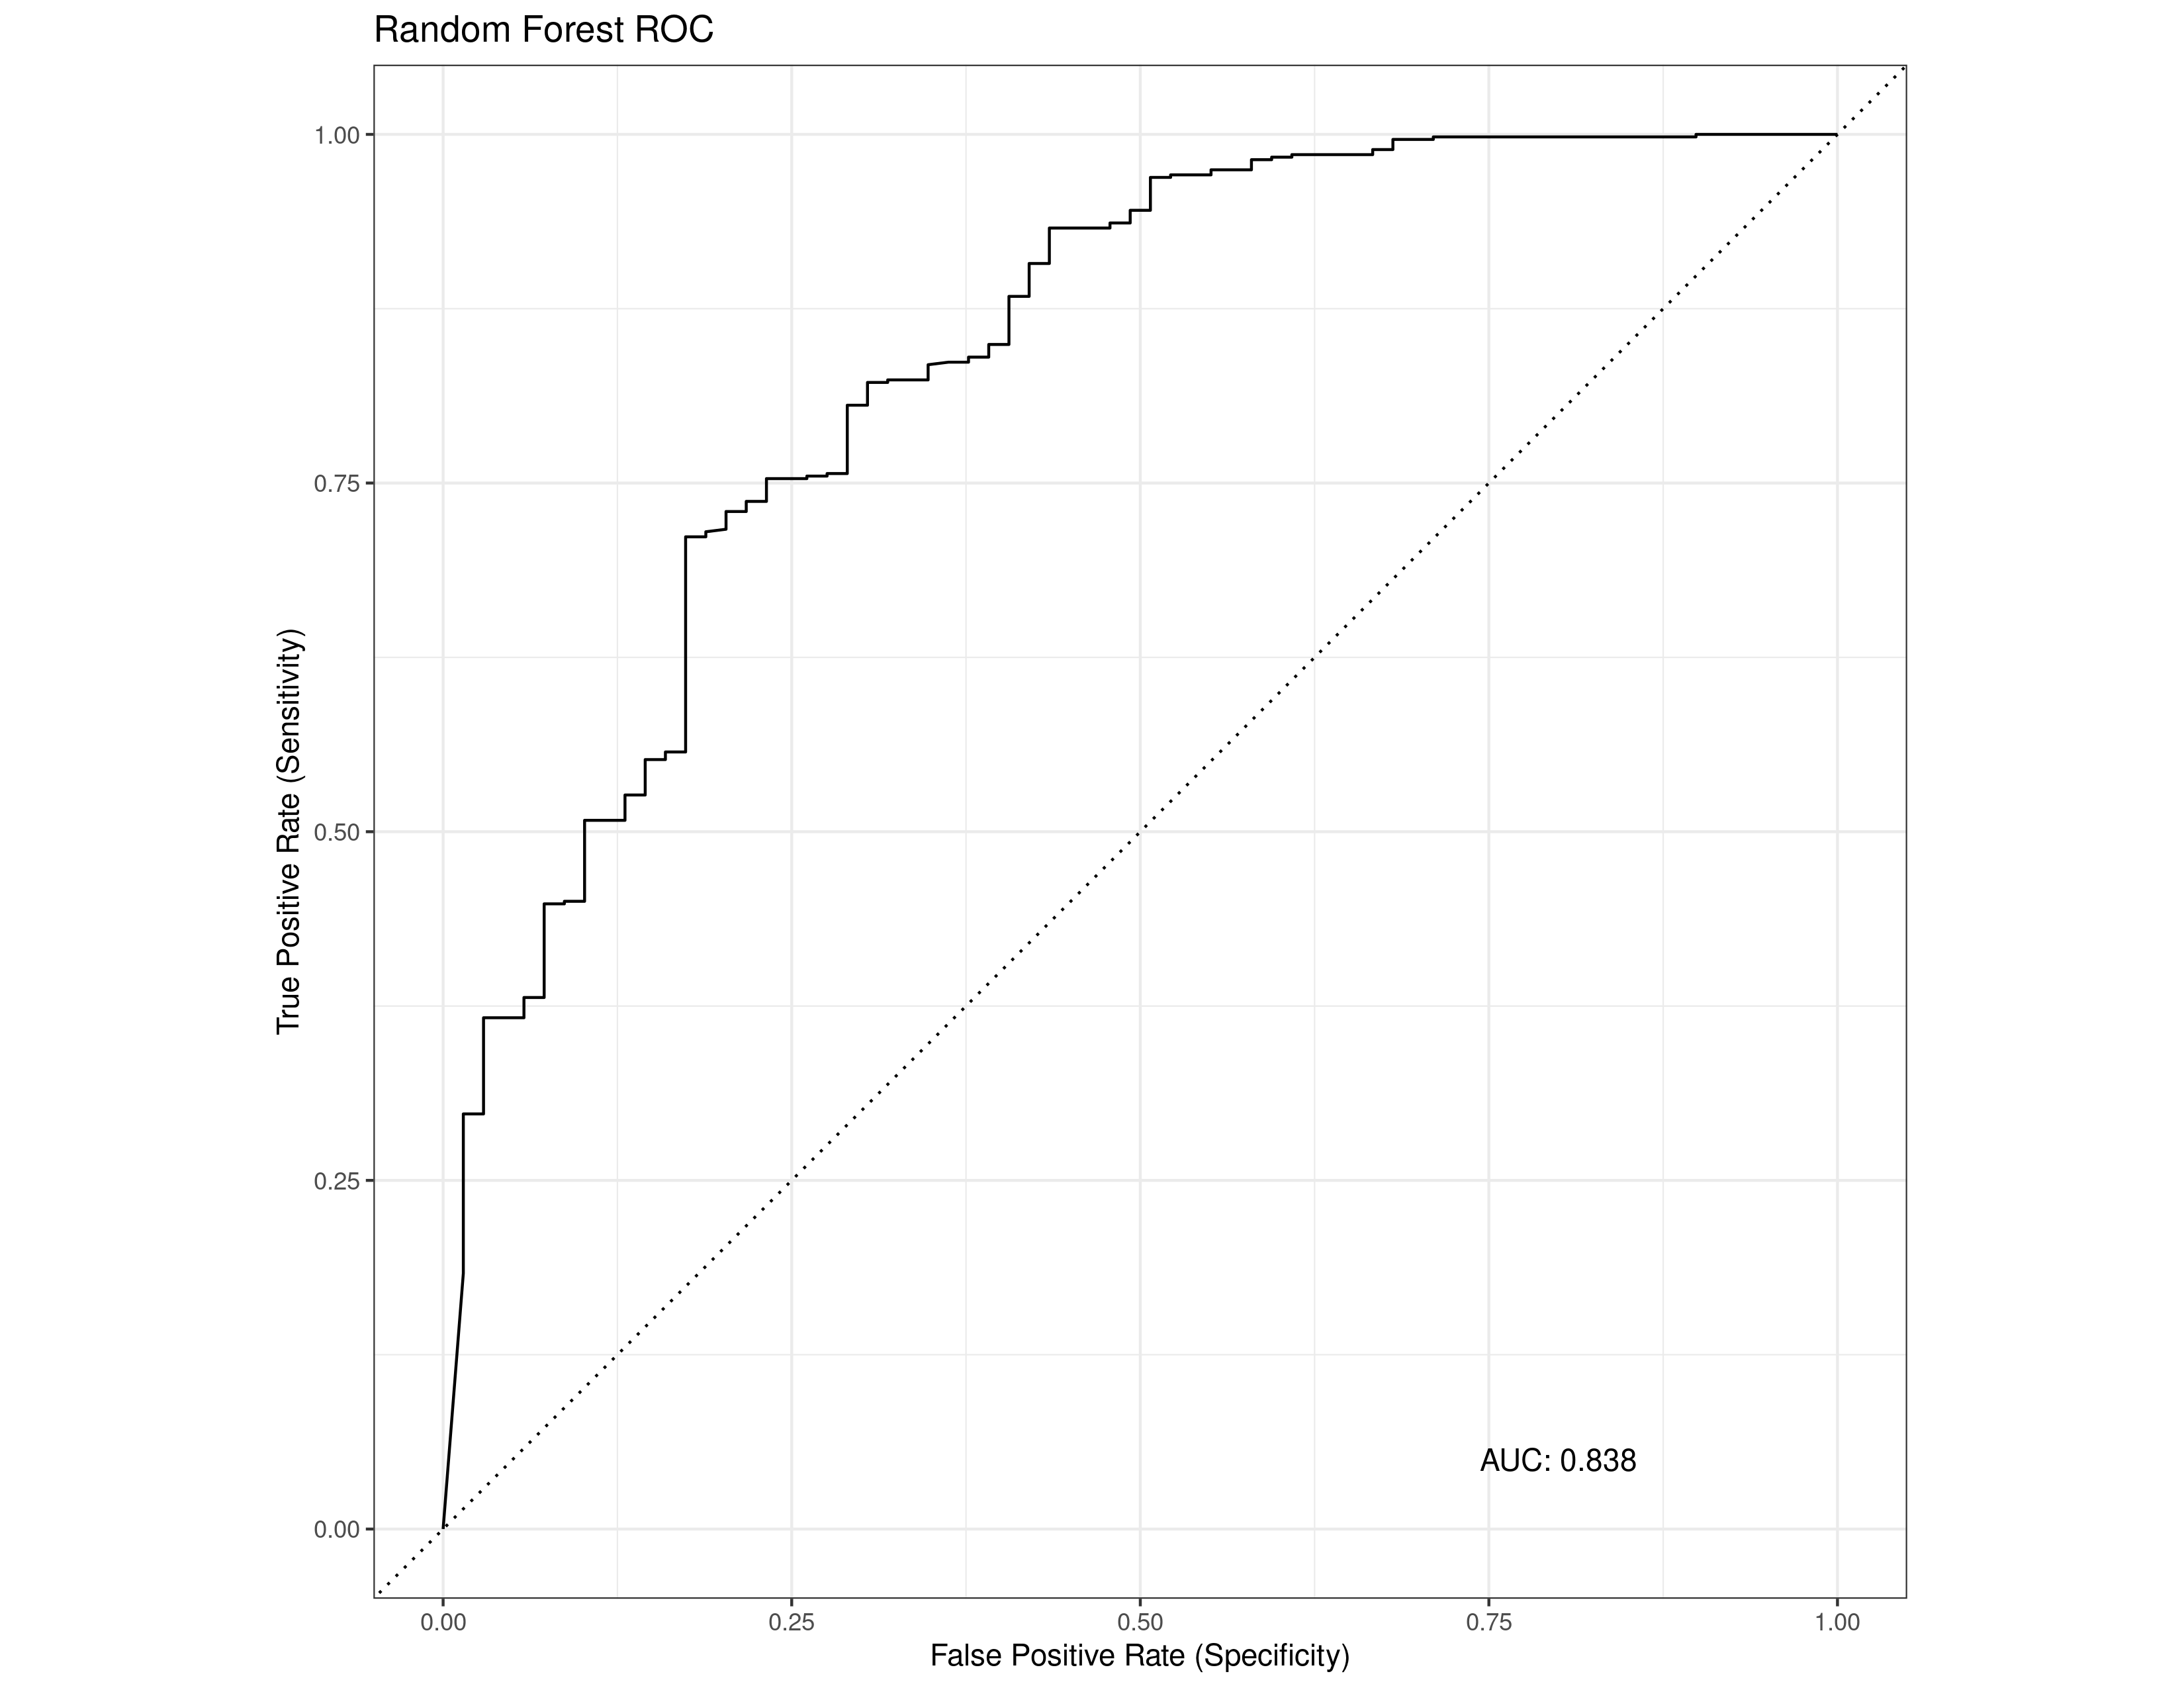 Random Forest ROC
1.00
0.75
0.50
0.25
0.00
True Positive Rate (Sensitivity)
AUC: 0.838
0.00 0.25 0.50 0.75 1.00
False Positive Rate (Specificity)